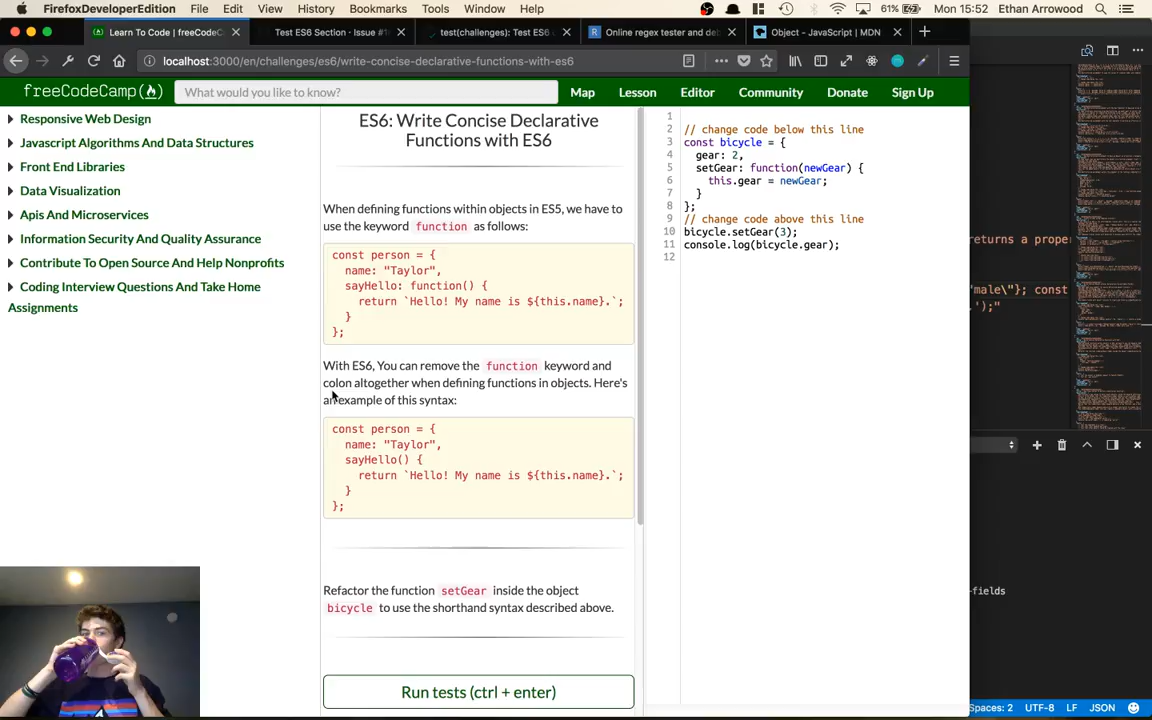 FirefoxDeveloperEdition File Edit View History Bookmarks Tools Window Help 61% Mon 15:52 Ethan Arrowood
Learn To Code | freeCodeC Test ES6 Section - Issue #1 test(challenges): Test ES6 Online regex tester and de Object - JavaScript | MDN
localhost:3000/en/challenges/es6/write-concise-declarative-functions-with-es6
freeCodeCamp What would you like to know? Map Lesson Editor Community Donate Sign Up
Responsive Web Design
Javascript Algorithms And Data Structures
Front End Libraries
Data Visualization
Apis And Microservices
Information Security And Quality Assurance
Contribute To Open Source And Help Nonprofits
Coding Interview Questions And Take Home
Assignments
ES6: Write Concise Declarative
Functions with ES6
When defining functions within objects in ES5, we have to
use the keyword function as follows:
const person = {
name: "Taylor",
sayHello: function() {
return `Hello! My name is ${this.name}.`;
}
};
With ES6, You can remove the function keyword and
colon altogether when defining functions in objects. Here's
an example of this syntax:
const person = {
name: "Taylor",
sayHello() {
return `Hello! My name is ${this.name}.`;
}
};
Refactor the function setGear inside the object
bicycle to use the shorthand syntax described above.
Run tests (ctrl + enter)
1
2 // change code below this line
3 const bicycle = {
4 gear: 2,
5 setGear: function(newGear) {
6 this.gear = newGear;
7 }
8 };
9 // change code above this line
10 bicycle.setGear(3);
11 console.log(bicycle.gear);
12
returns a proper
male\"}; const
');"
-fields
Spaces: 2 UTF-8 LF JSON